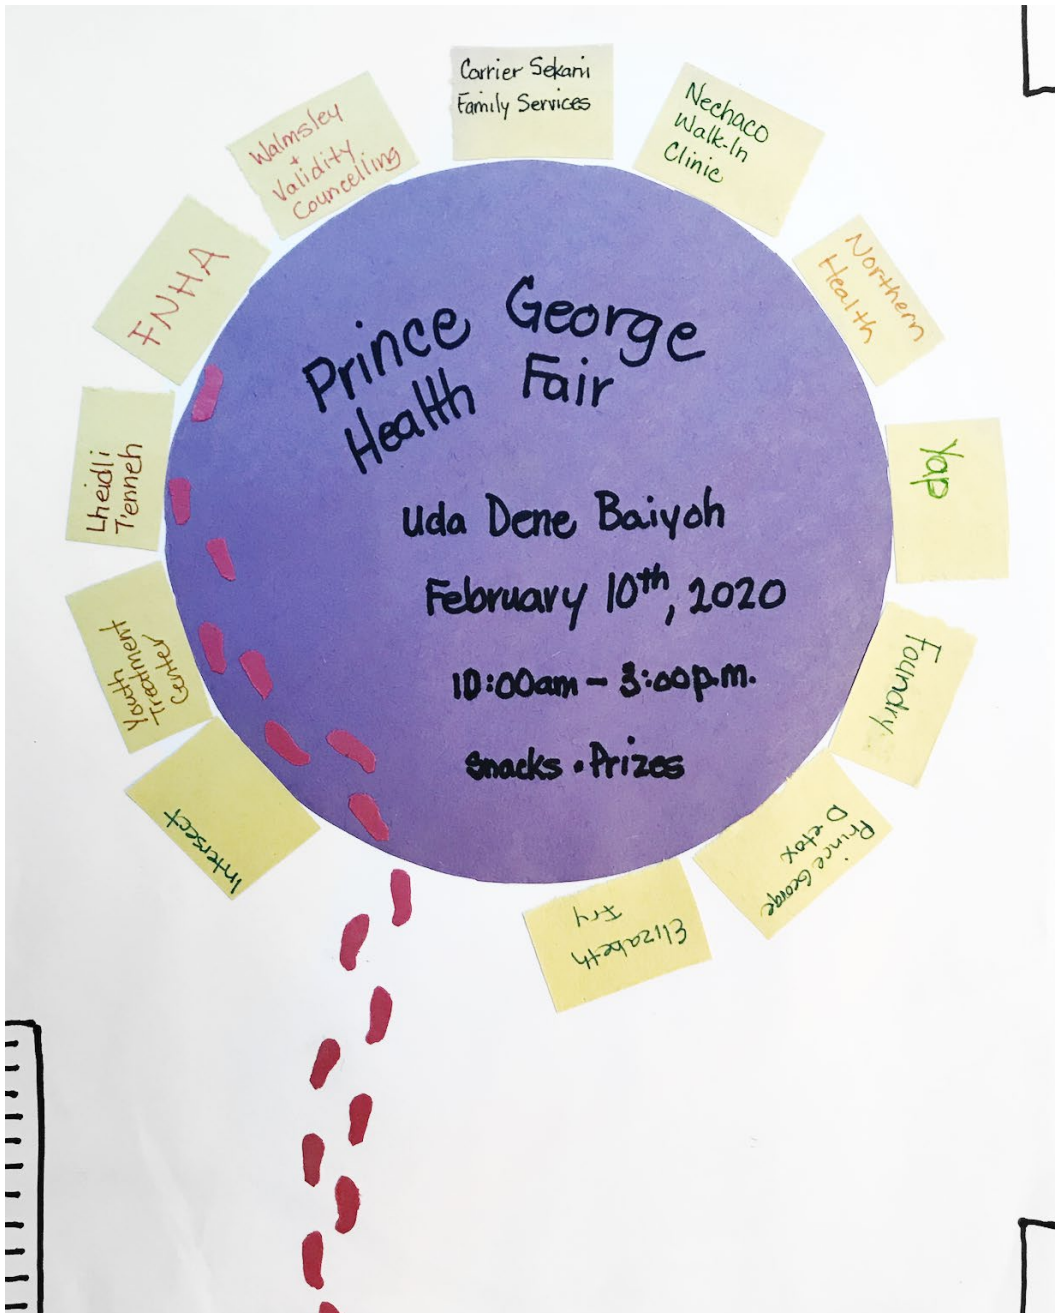 Carrier Sekani
Family Services
Nechaco
Walk-In
Clinic
Northern
Health
Yap
Foundry
Prince George
Detox
Elizabeth
Fry
Intersect
Youth
Treatment
Center
Lheidli
T'enneh
FNHA
Walmsley
+
Validity
Councelling
Prince George
Health Fair
Uda Dene Baiyoh
February 10th, 2020
10:00am - 3:00p.m.
Snacks • Prizes